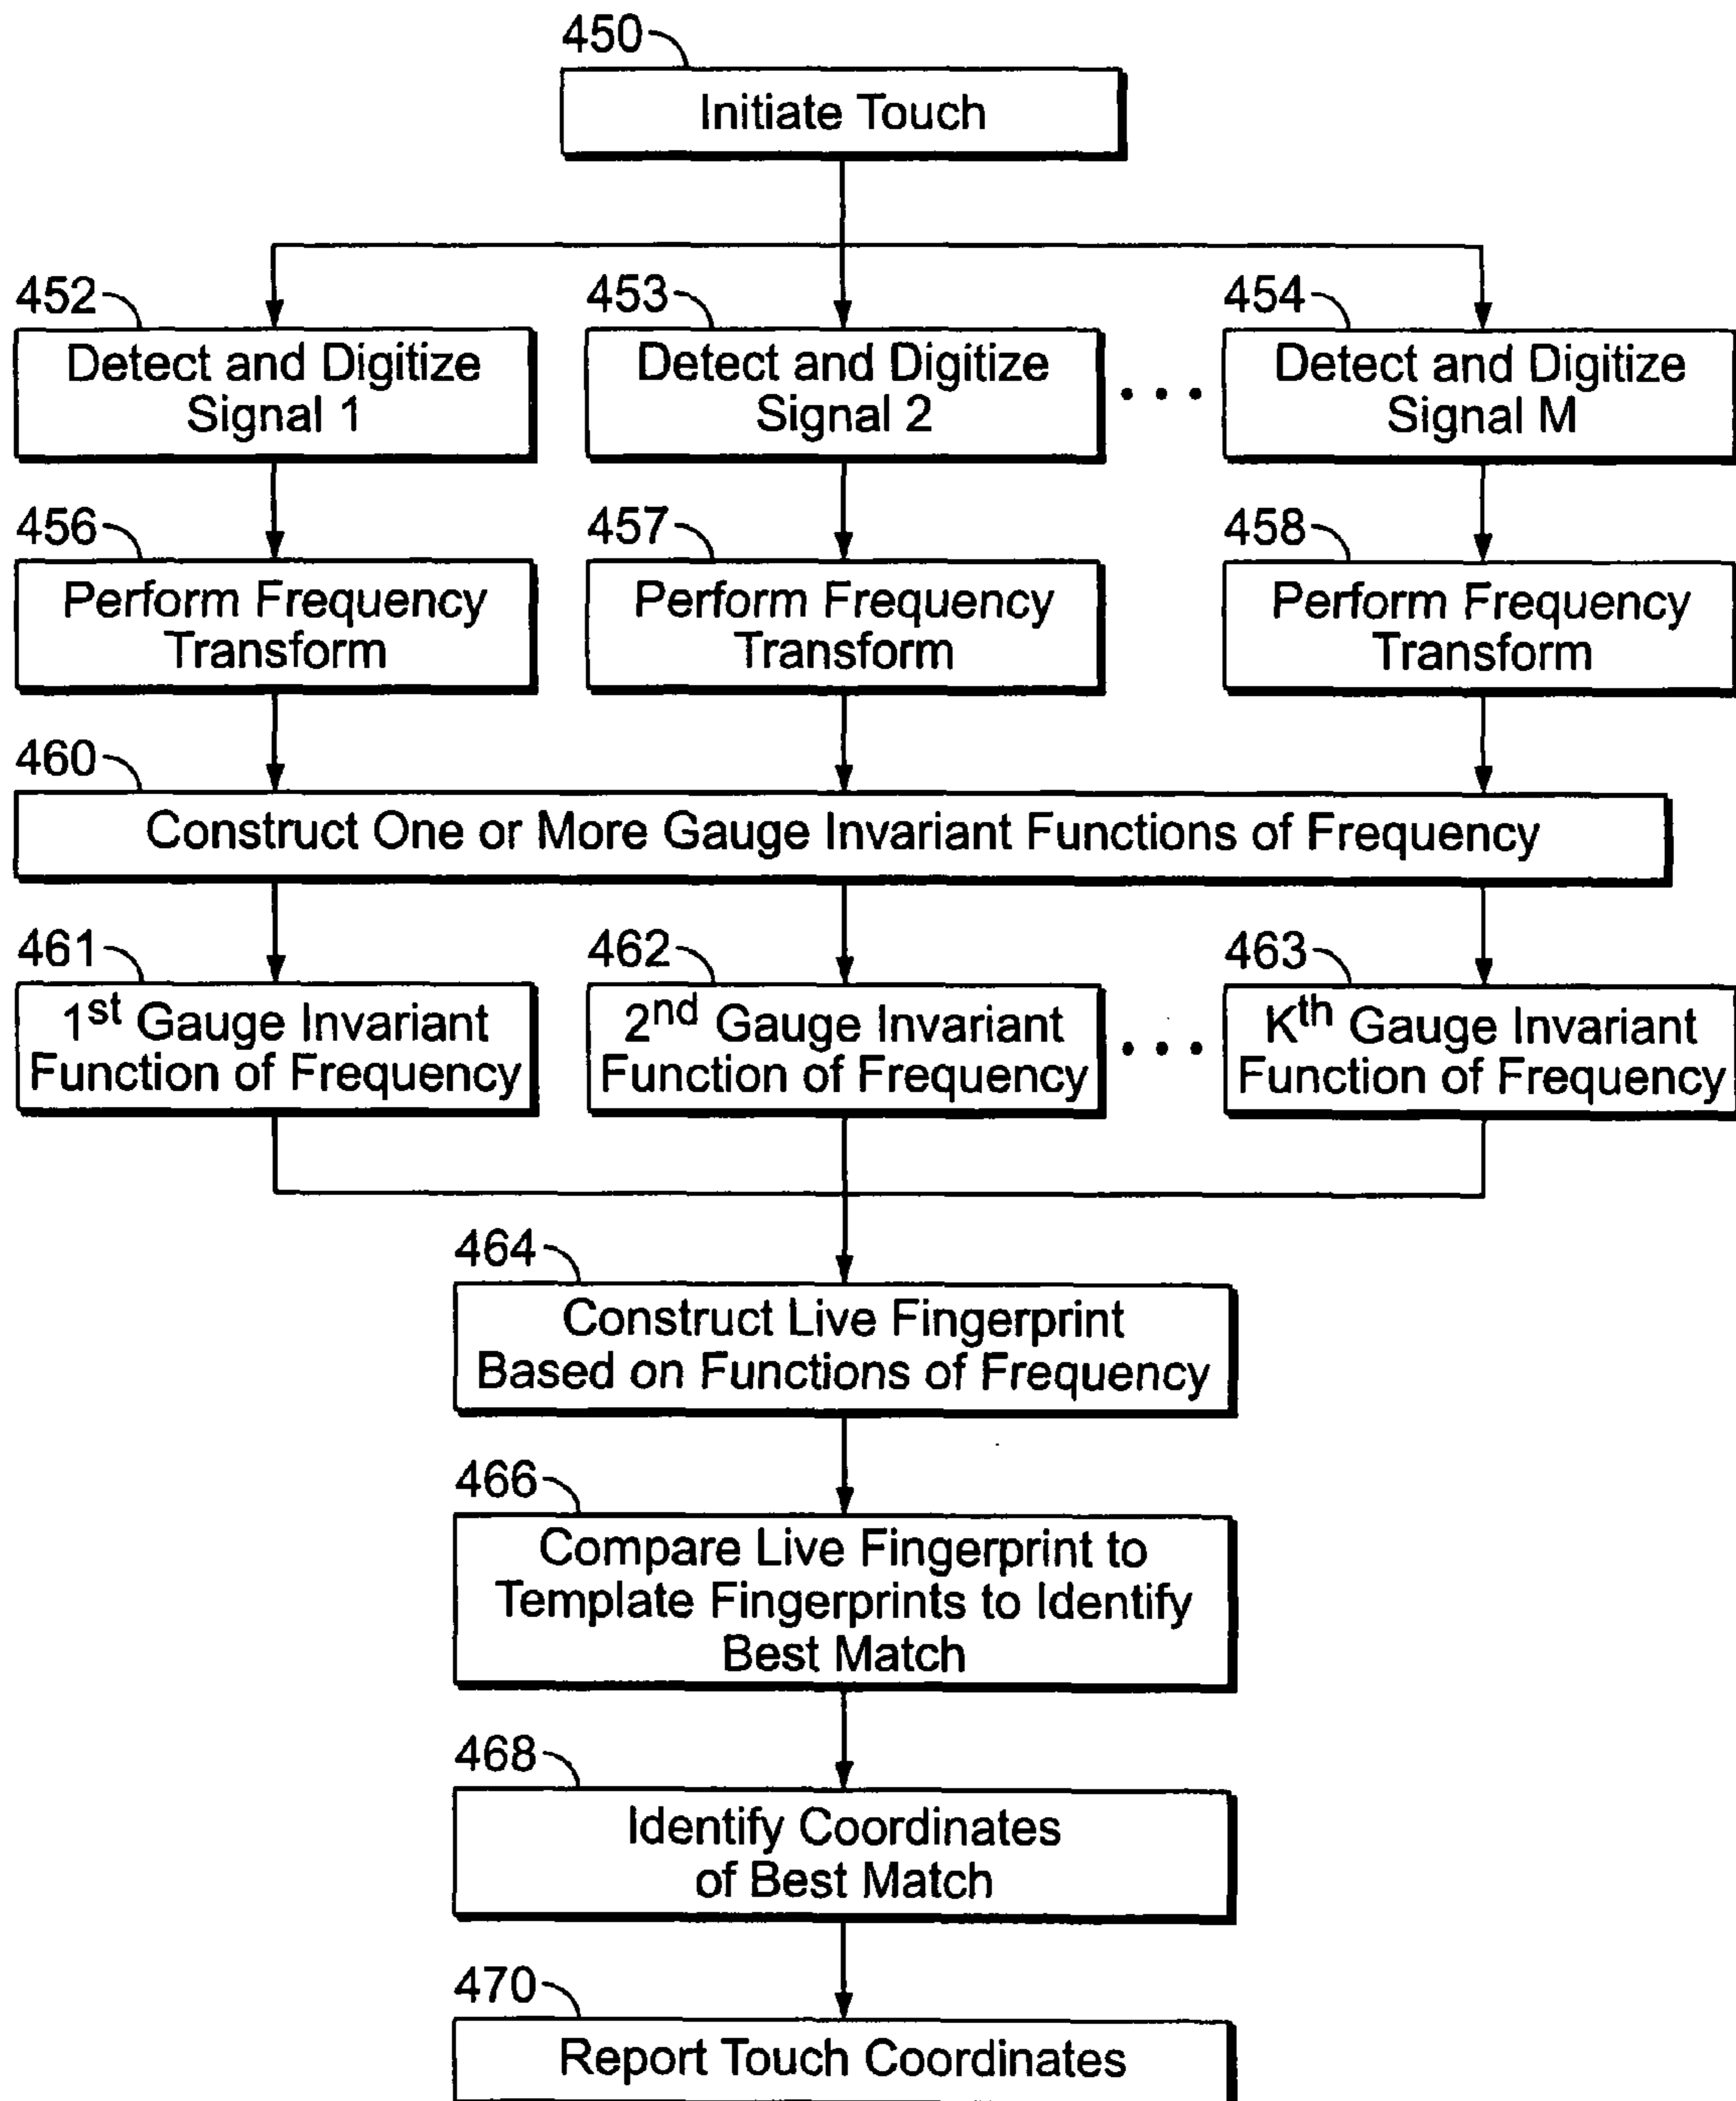 450
Initiate Touch
452
453
454
Detect and Digitize
Signal 1
Detect and Digitize
Signal 2
• • •
Detect and Digitize
Signal M
456
457
458
Perform Frequency
Transform
Perform Frequency
Transform
Perform Frequency
Transform
460
Construct One or More Gauge Invariant Functions of Frequency
461
462
463
1st Gauge Invariant
Function of Frequency
2nd Gauge Invariant
Function of Frequency
• • •
Kth Gauge Invariant
Function of Frequency
464
Construct Live Fingerprint
Based on Functions of Frequency
466
Compare Live Fingerprint to
Template Fingerprints to Identify
Best Match
468
Identify Coordinates
of Best Match
470
Report Touch Coordinates